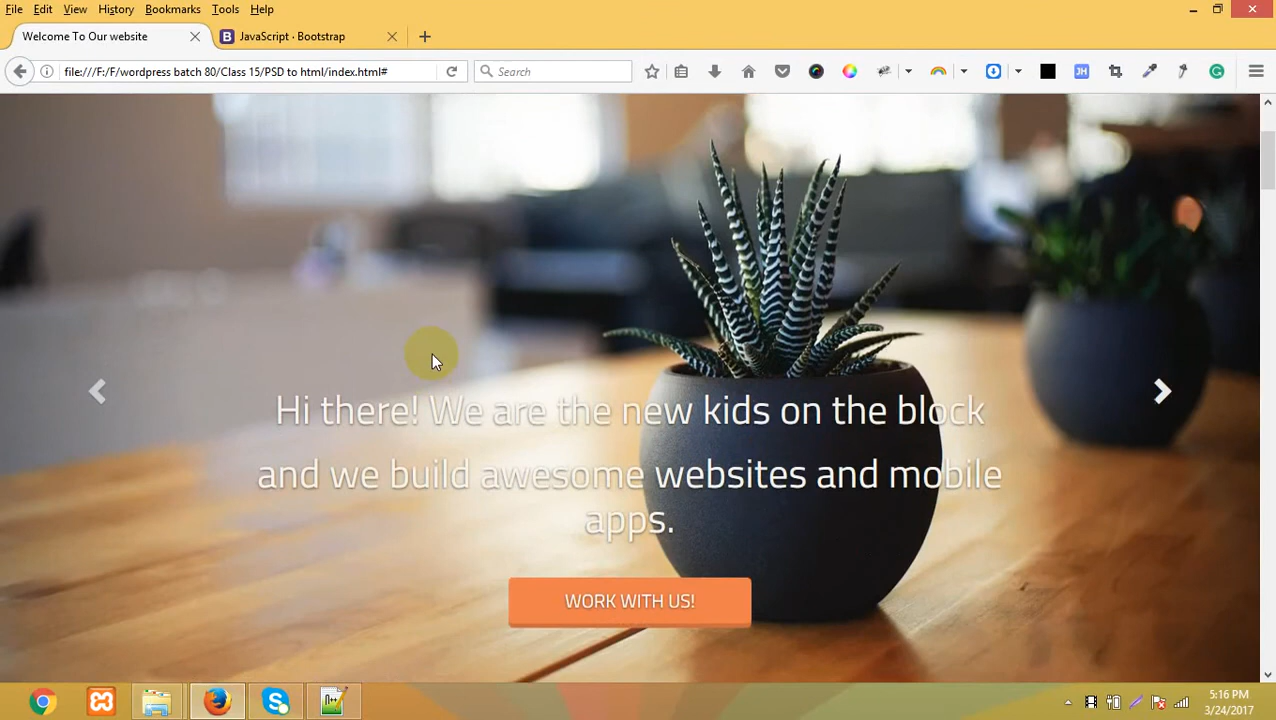 File Edit View History Bookmarks Tools Help
Welcome To Our website
B JavaScript · Bootstrap
file:///F:/F/wordpress batch 80/Class 15/PSD to html/index.html#
Search
JH
Hi there! We are the new kids on the block
and we build awesome websites and mobile
apps.
WORK WITH US!
5:16 PM
3/24/2017